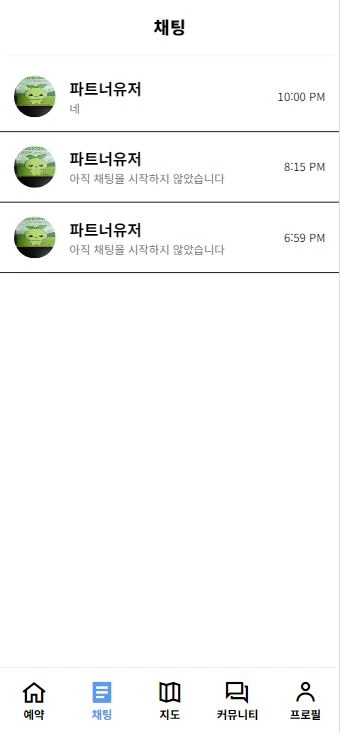 채팅
파트너유저
10:00 PM
네
파트너유저
8:15 PM
아직 채팅을 시작하지 않았습니다
파트너유저
6:59 PM
아직 채팅을 시작하지 않았습니다
예약 채팅 지도 커뮤니티 프로필